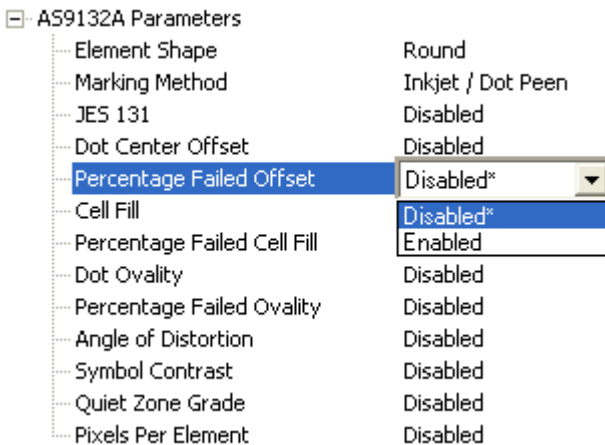 AS9132A Parameters
Element Shape Round
Marking Method Inkjet / Dot Peen
JES 131 Disabled
Dot Center Offset Disabled
Percentage Failed Offset Disabled*
Cell Fill Disabled*
Percentage Failed Cell Fill Enabled
Dot Ovality Disabled
Percentage Failed Ovality Disabled
Angle of Distortion Disabled
Symbol Contrast Disabled
Quiet Zone Grade Disabled
Pixels Per Element Disabled